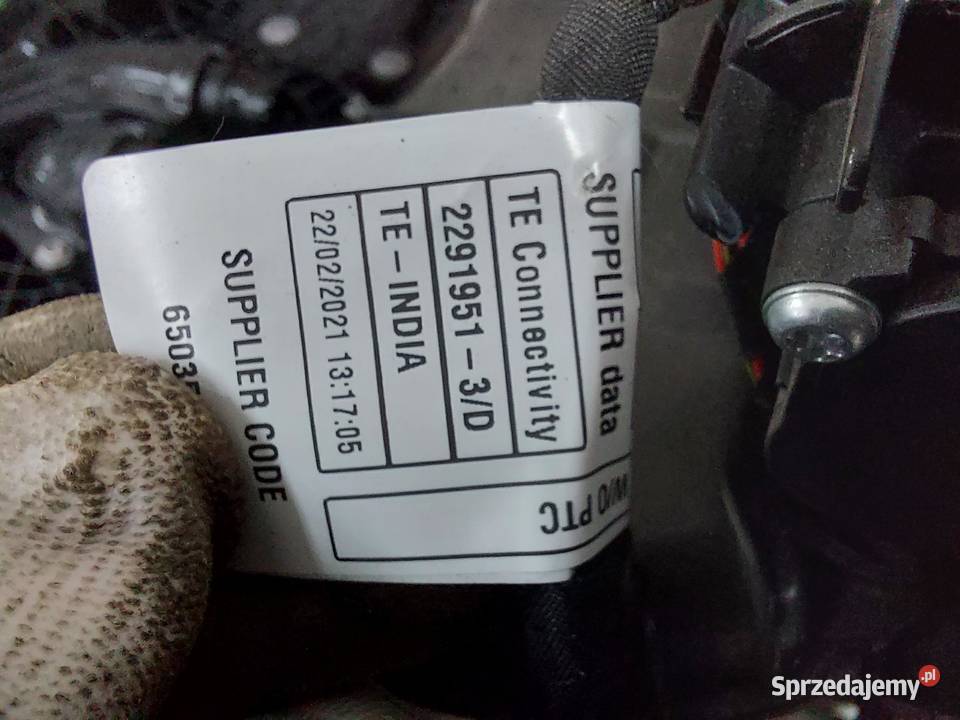 SUPPLIER data
TE Connectivity
2291951-3/D
TE-INDIA
22/02/2021 13:17:05
SUPPLIER CODE
W/O PTC
Sprzedajemy.pl